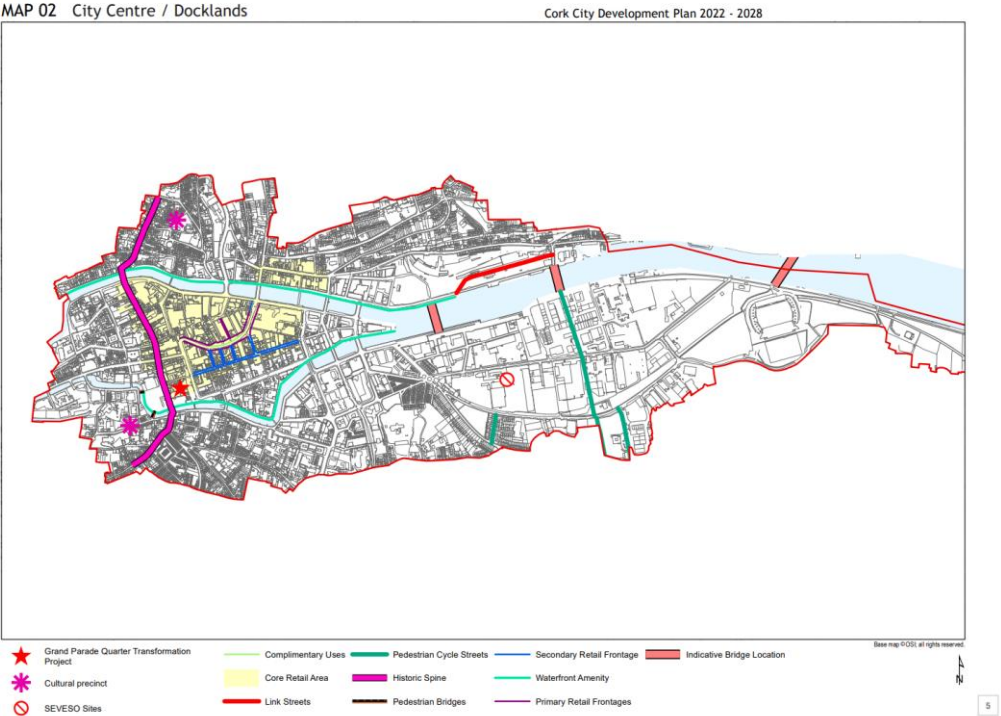 MAP 02 City Centre / Docklands
Cork City Development Plan 2022 - 2028
Base map ©OSI, all rights reserved.
Grand Parade Quarter Transformation
Project
Cultural precinct
SEVESO Sites
Complimentary Uses
Core Retail Area
Link Streets
Pedestrian Cycle Streets
Historic Spine
Pedestrian Bridges
Secondary Retail Frontage
Waterfront Amenity
Primary Retail Frontages
Indicative Bridge Location
N
5